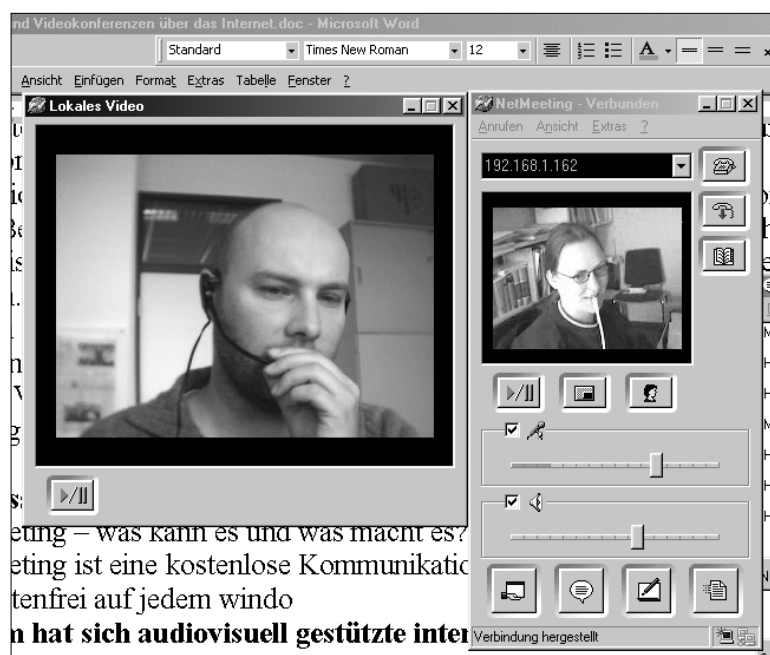 nd Videokonferenzen über das Internet.doc - Microsoft Word
Standard Times New Roman 12 A
Ansicht Einfügen Format Extras Tabelle Fenster ?
Lokales Video
NetMeeting - Verbunden
Anrufen Ansicht Extras ?
192.168.1.162
eting – was kann es und was macht es?
eting ist eine kostenlose Kommunikatio
tenfrei auf jedem windo
n hat sich audiovisuell gestützte inter
Verbindung hergestellt